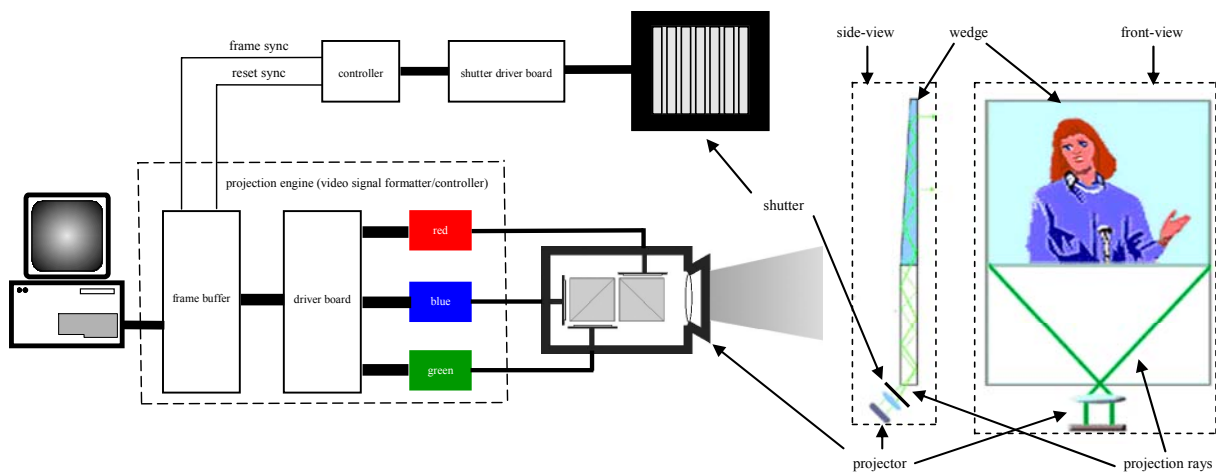 side-view
wedge
front-view
frame sync
reset sync
controller
shutter driver board
projection engine (video signal formatter/controller)
shutter
red
frame buffer
driver board
blue
green
projector
projection rays